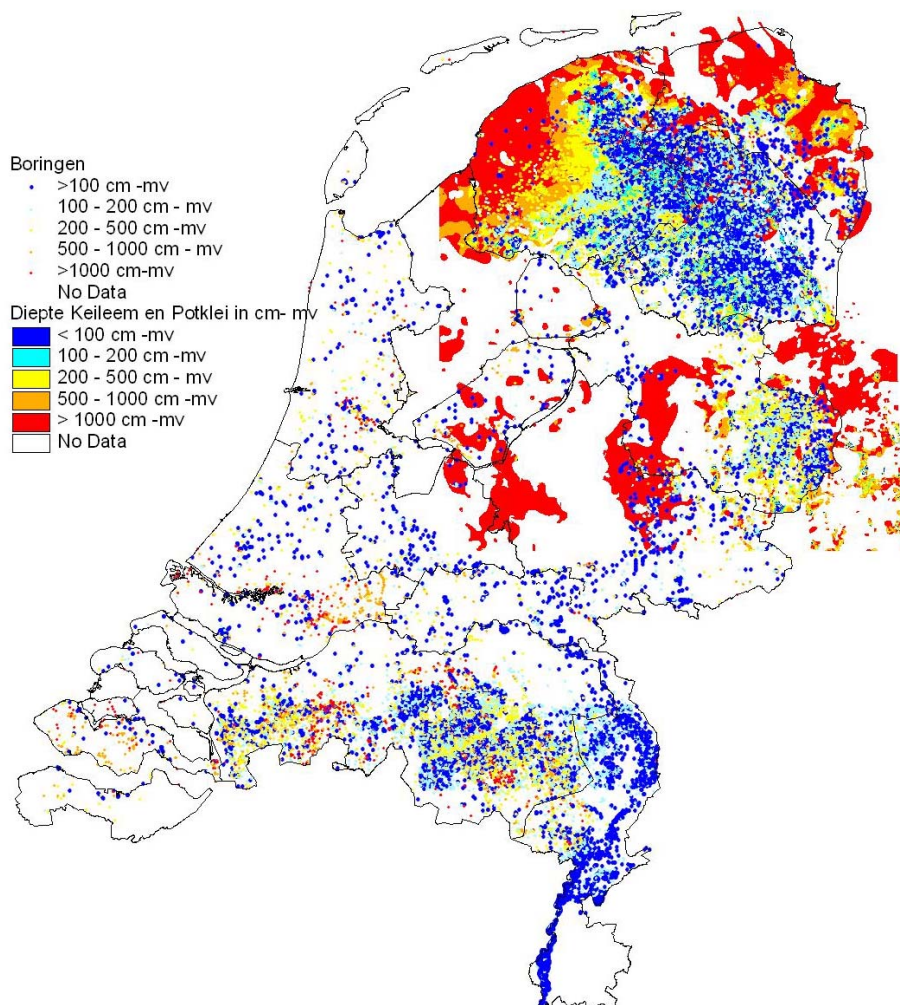 Boringen
>100 cm -mv
100 - 200 cm - mv
200 - 500 cm - mv
500 - 1000 cm - mv
>1000 cm-mv
No Data
Diepte Keileem en Potklei in cm- mv
< 100 cm -mv
100 - 200 cm -mv
200 - 500 cm - mv
500 - 1000 cm -mv
> 1000 cm -mv
No Data